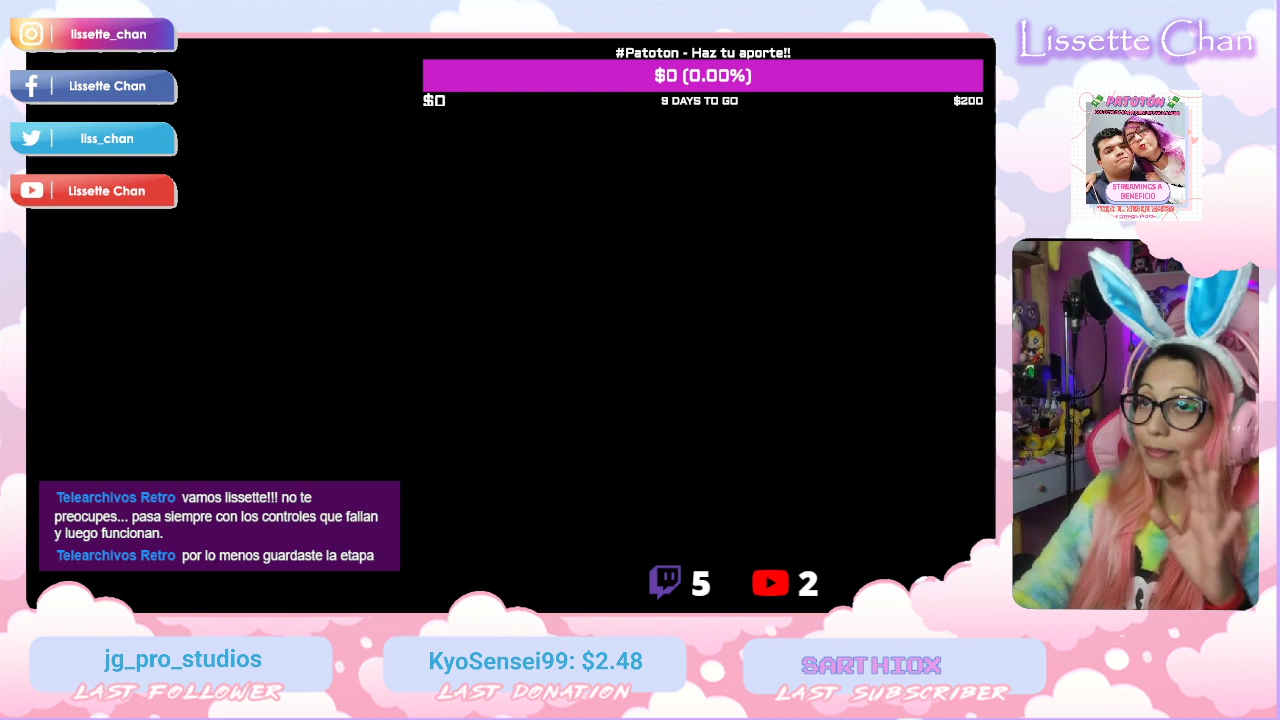 lissette_chan
Lissette Chan
liss_chan
Lissette Chan
#Patoton - Haz tu aporte!!
$0 (0.00%)
$0
9 DAYS TO GO
$200
Lissette Chan
PATOTÓN
STREAMINGS A
BENEFICIO
Telearchivos Retro vamos lissette!!! no te
preocupes... pasa siempre con los controles que fallan
y luego funcionan.
Telearchivos Retro por lo menos guardaste la etapa
5
2
jg_pro_studios
LAST FOLLOWER
KyoSensei99: $2.48
LAST DONATION
SARTHIOX
LAST SUBSCRIBER